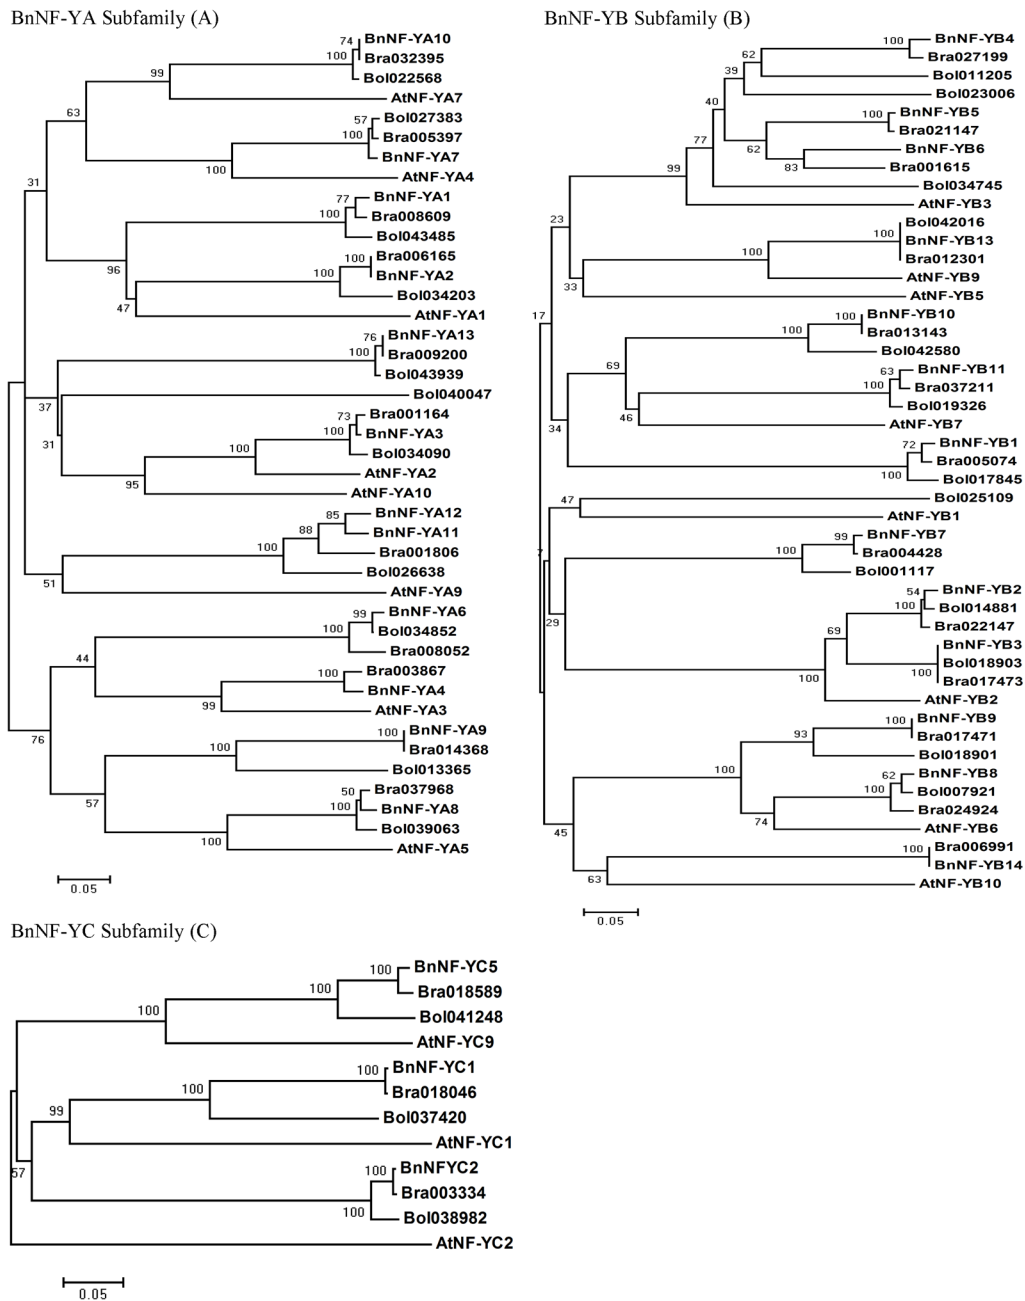 BnNF-YA Subfamily (A)
74
BnNF-YA10
100
Bra032395
Bol022568
99
AtNF-YA7
63
57
Bol027383
100
Bra005397
BnNF-YA7
100
AtNF-YA4
31
77
BnNF-YA1
100
Bra008609
Bol043485
96
100
Bra006165
100
BnNF-YA2
Bol034203
47
AtNF-YA1
76
BnNF-YA13
100
Bra009200
Bol043939
37
Bol040047
31
73
Bra001164
100
BnNF-YA3
100
Bol034090
AtNF-YA2
95
AtNF-YA10
85
BnNF-YA12
88
BnNF-YA11
100
Bra001806
Bol026638
51
AtNF-YA9
99
BnNF-YA6
100
Bol034852
Bra008052
44
100
Bra003867
BnNF-YA4
99
AtNF-YA3
76
100
BnNF-YA9
100
Bra014368
Bol013365
57
50
Bra037968
100
BnNF-YA8
Bol039063
100
AtNF-YA5
0.05
BnNF-YB Subfamily (B)
100
BnNF-YB4
62
Bra027199
39
Bol011205
Bol023006
40
100
BnNF-YB5
Bra021147
62
BnNF-YB6
83
Bra001615
77
Bol034745
99
AtNF-YB3
23
Bol042016
100
BnNF-YB13
100
Bra012301
AtNF-YB9
33
AtNF-YB5
17
100
BnNF-YB10
100
Bra013143
Bol042580
69
63
BnNF-YB11
100
Bra037211
Bol019326
46
AtNF-YB7
34
72
BnNF-YB1
Bra005074
100
Bol017845
47
Bol025109
AtNF-YB1
7
99
BnNF-YB7
100
Bra004428
Bol001117
29
54
BnNF-YB2
100
Bol014881
Bra022147
69
BnNF-YB3
Bol018903
100
Bra017473
100
AtNF-YB2
100
BnNF-YB9
93
Bra017471
Bol018901
100
62
BnNF-YB8
100
Bol007921
Bra024924
74
AtNF-YB6
45
100
Bra006991
BnNF-YB14
63
AtNF-YB10
0.05
BnNF-YC Subfamily (C)
100
BnNF-YC5
100
Bra018589
100
Bol041248
AtNF-YC9
100
BnNF-YC1
100
Bra018046
99
Bol037420
AtNF-YC1
57
100
BnNFYC2
Bra003334
100
Bol038982
AtNF-YC2
0.05